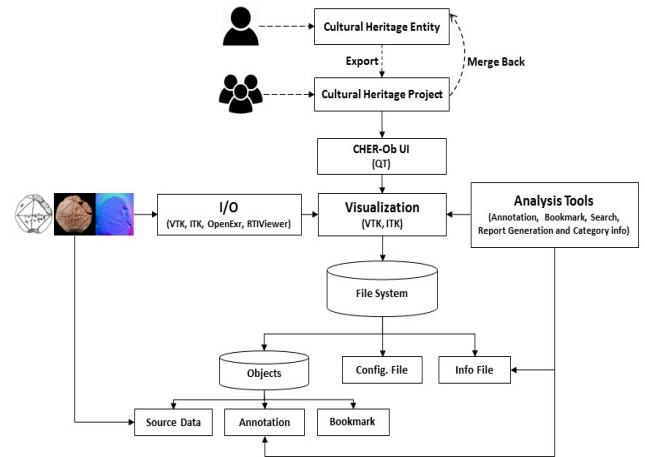 Cultural Heritage Entity
Export
Merge Back
Cultural Heritage Project
CHER-Ob UI
(QT)
I/O
(VTK, ITK, OpenExr, RTIViewer)
Visualization
(VTK, ITK)
Analysis Tools
(Annotation, Bookmark, Search,
Report Generation and Category info)
File System
Objects
Config. File
Info File
Source Data
Annotation
Bookmark